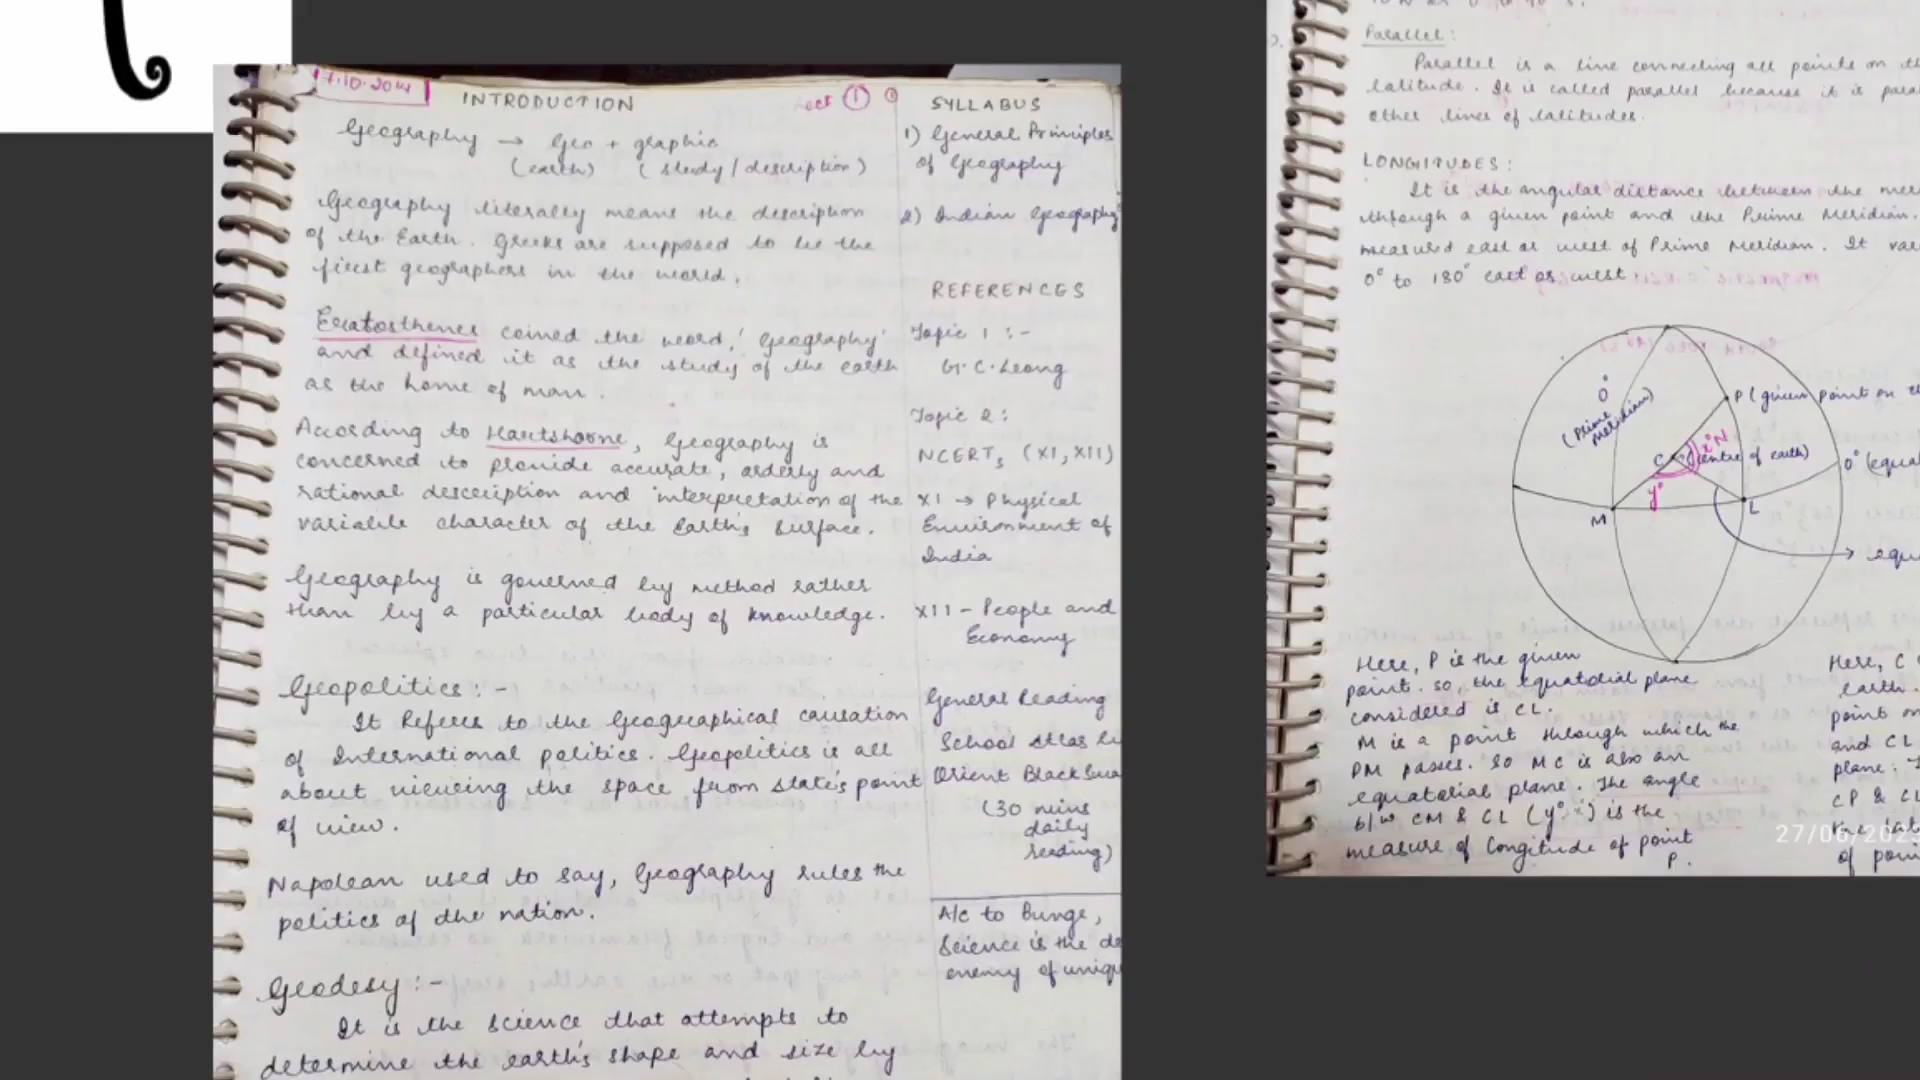 7.10.2014
INTRODUCTION
Lect 1
Geography → Geo + graphic
(earth) (study/description)
Geography literally means the description
of the Earth. Greeks are supposed to be the
first geographers in the world.
Eratosthenes coined the word, 'Geography'
and defined it as the study of the earth
as the home of man.
According to Hartshorne, Geography is
concerned to provide accurate, orderly and
rational description and interpretation of the
variable character of the Earth's surface.
Geography is governed by method rather
than by a particular body of knowledge.
Geopolitics :-
It Refers to the Geographical causation
of International politics. Geopolitics is all
about viewing the space from state's point
of view.
Napolean used to say, Geography rules the
politics of the nation.
Geodesy :-
It is the science that attempts to
determine the earth's shape and size by
SYLLABUS
1) General Principles
of Geography
2) Indian Geography
REFERENCES
Topic 1 :-
G.C. Leong
Topic 2 :
NCERTs (XI, XII)
XI → Physical
Environment of
India
XII - People and
Economy
General Reading
School Atlas
Orient Black
(30 mins
daily
reading)
A/c to Bunge,
Science is the
enemy of
Parallel :
Parallel is a line connecting all points on
latitude. It is called parallel because it is
other lines of latitudes.
LONGITUDES :
It is the angular distance between the
through a given point and the Prime Meridian.
measured east or west of Prime Meridian. It
0° to 180° east or west
0°
(Prime Meridian)
P (given point on
x°N
C (centre of earth)
0°
y°
M
L
Here, P is the given
point. So, the equatorial plane
considered is CL.
M is a point through which the
PM passes. So MC is also an
equatorial plane. The angle
b/w CM & CL (y°) is the
measure of Longitude of point
P.
Here, C
earth.
point on
and CL
plane.
CP &
of
27/06/2023